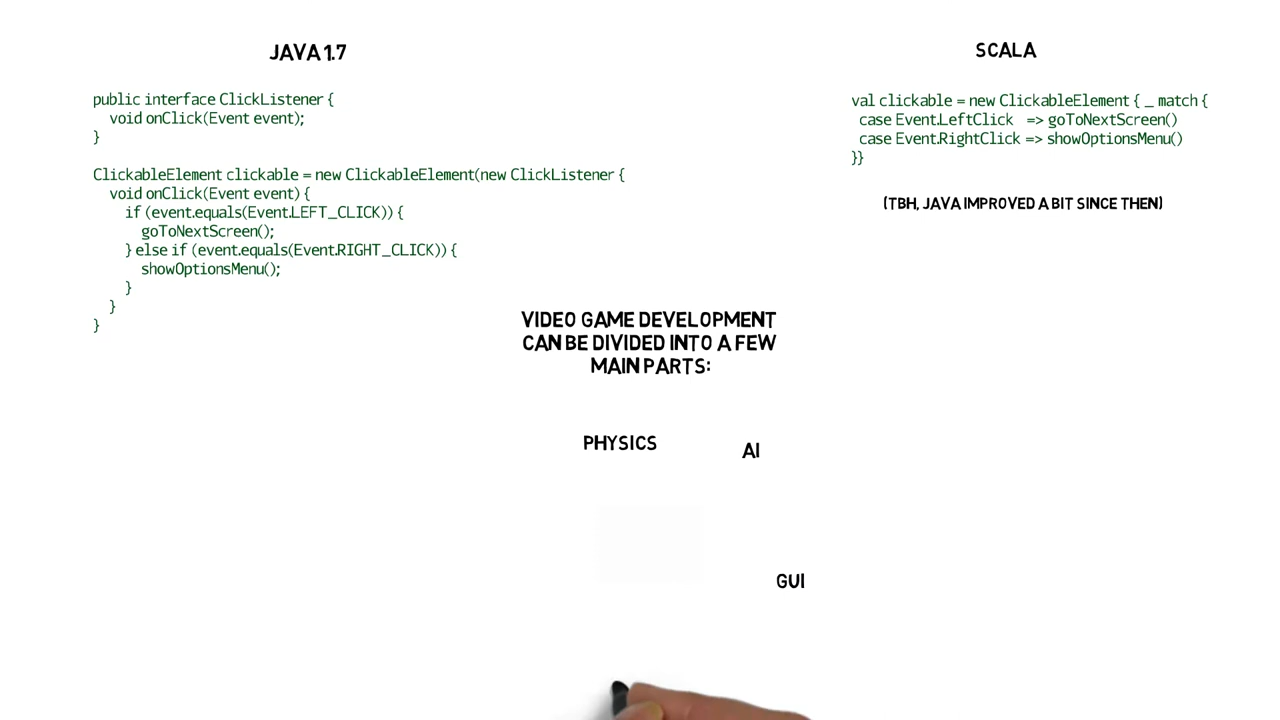 JAVA 1.7
public interface ClickListener {
void onClick(Event event);
}
ClickableElement clickable = new ClickableElement(new ClickListener {
void onClick(Event event) {
if (event.equals(Event.LEFT_CLICK)) {
goToNextScreen();
} else if (event.equals(Event.RIGHT_CLICK)) {
showOptionsMenu();
}
}
}
SCALA
val clickable = new ClickableElement { _ match {
case Event.LeftClick => goToNextScreen()
case Event.RightClick => showOptionsMenu()
}}
(TBH, JAVA IMPROVED A BIT SINCE THEN)
VIDEO GAME DEVELOPMENT
CAN BE DIVIDED INTO A FEW
MAIN PARTS:
PHYSICS
AI
GUI